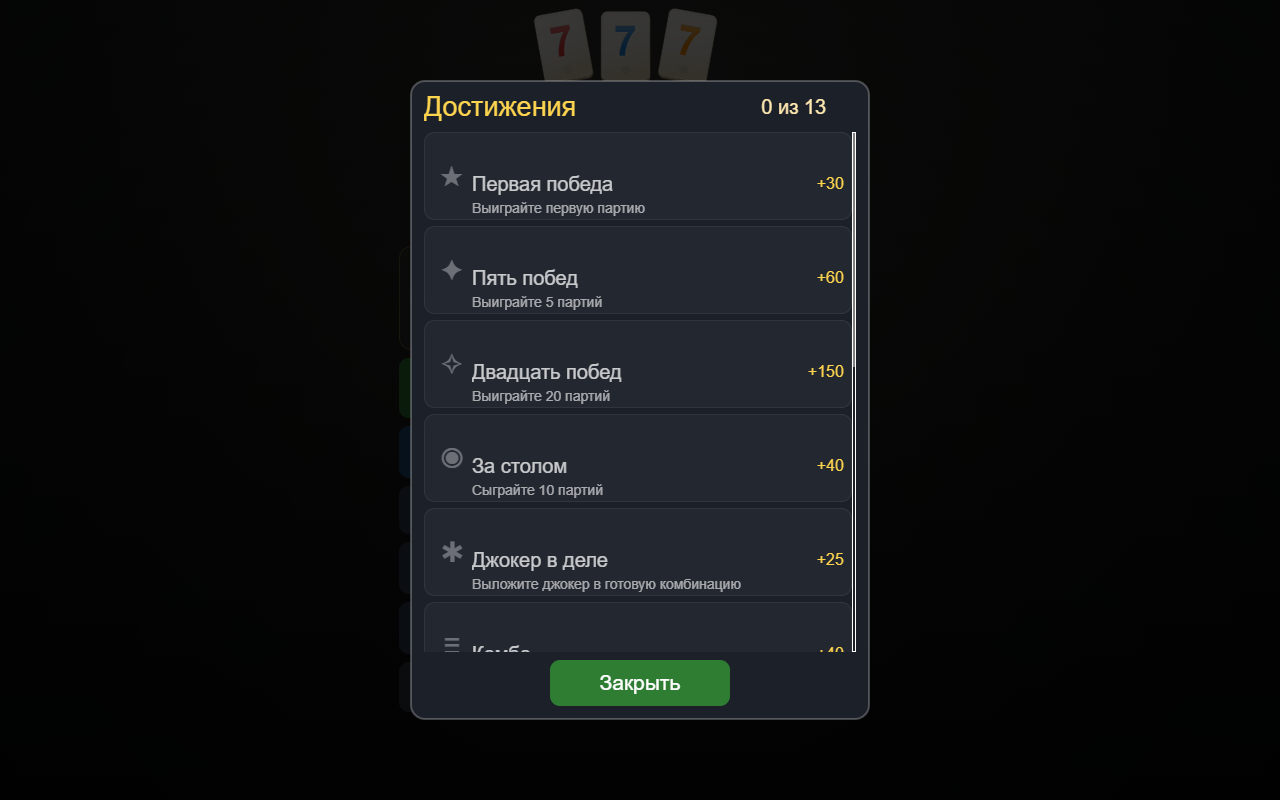 7 7 7
Достижения 0 из 13
★ Первая победа +30
Выиграйте первую партию
✦ Пять побед +60
Выиграйте 5 партий
✧ Двадцать побед +150
Выиграйте 20 партий
◉ За столом +40
Сыграйте 10 партий
✱ Джокер в деле +25
Выложите джокер в готовую комбинацию
☰ Комбо +40
Закрыть